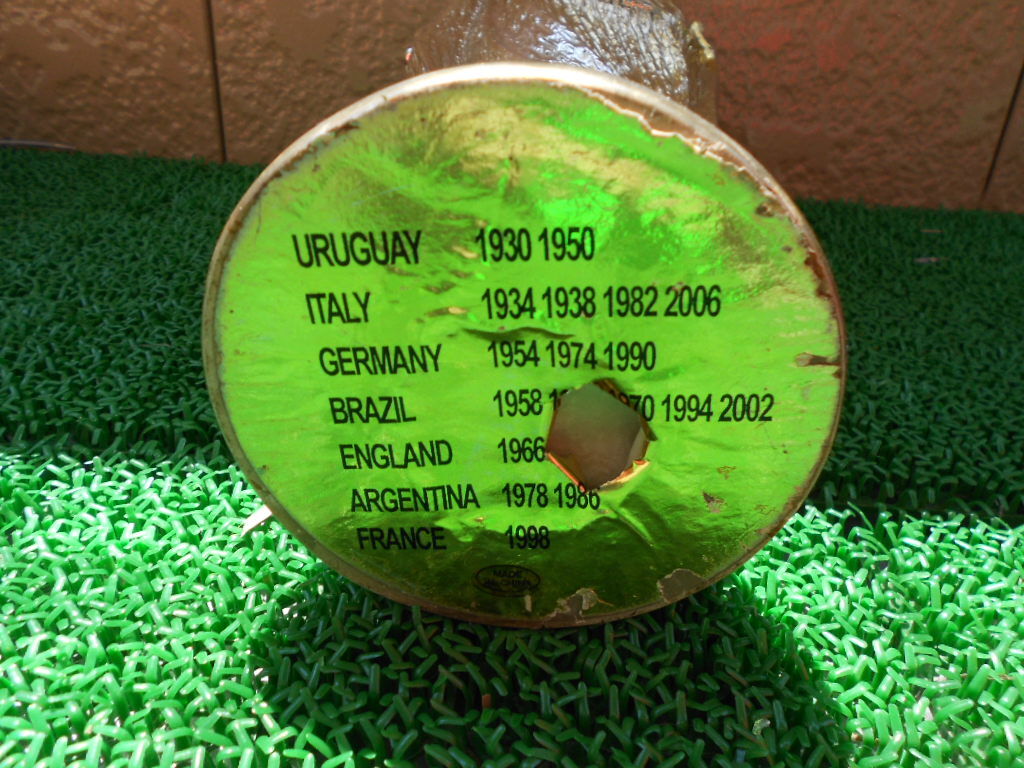 URUGUAY 1930 1950
ITALY 1934 1938 1982 2006
GERMANY 1954 1974 1990
BRAZIL 1958 1994 2002
ENGLAND 1966
ARGENTINA 1978 1986
FRANCE 1998
MADE